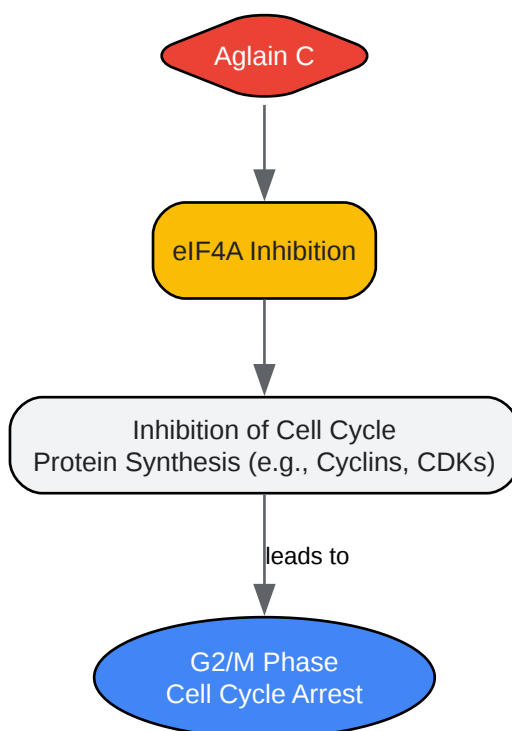 Aglain C
eIF4A Inhibition
Inhibition of Cell Cycle
Protein Synthesis (e.g., Cyclins, CDKs)
leads to
G2/M Phase
Cell Cycle Arrest